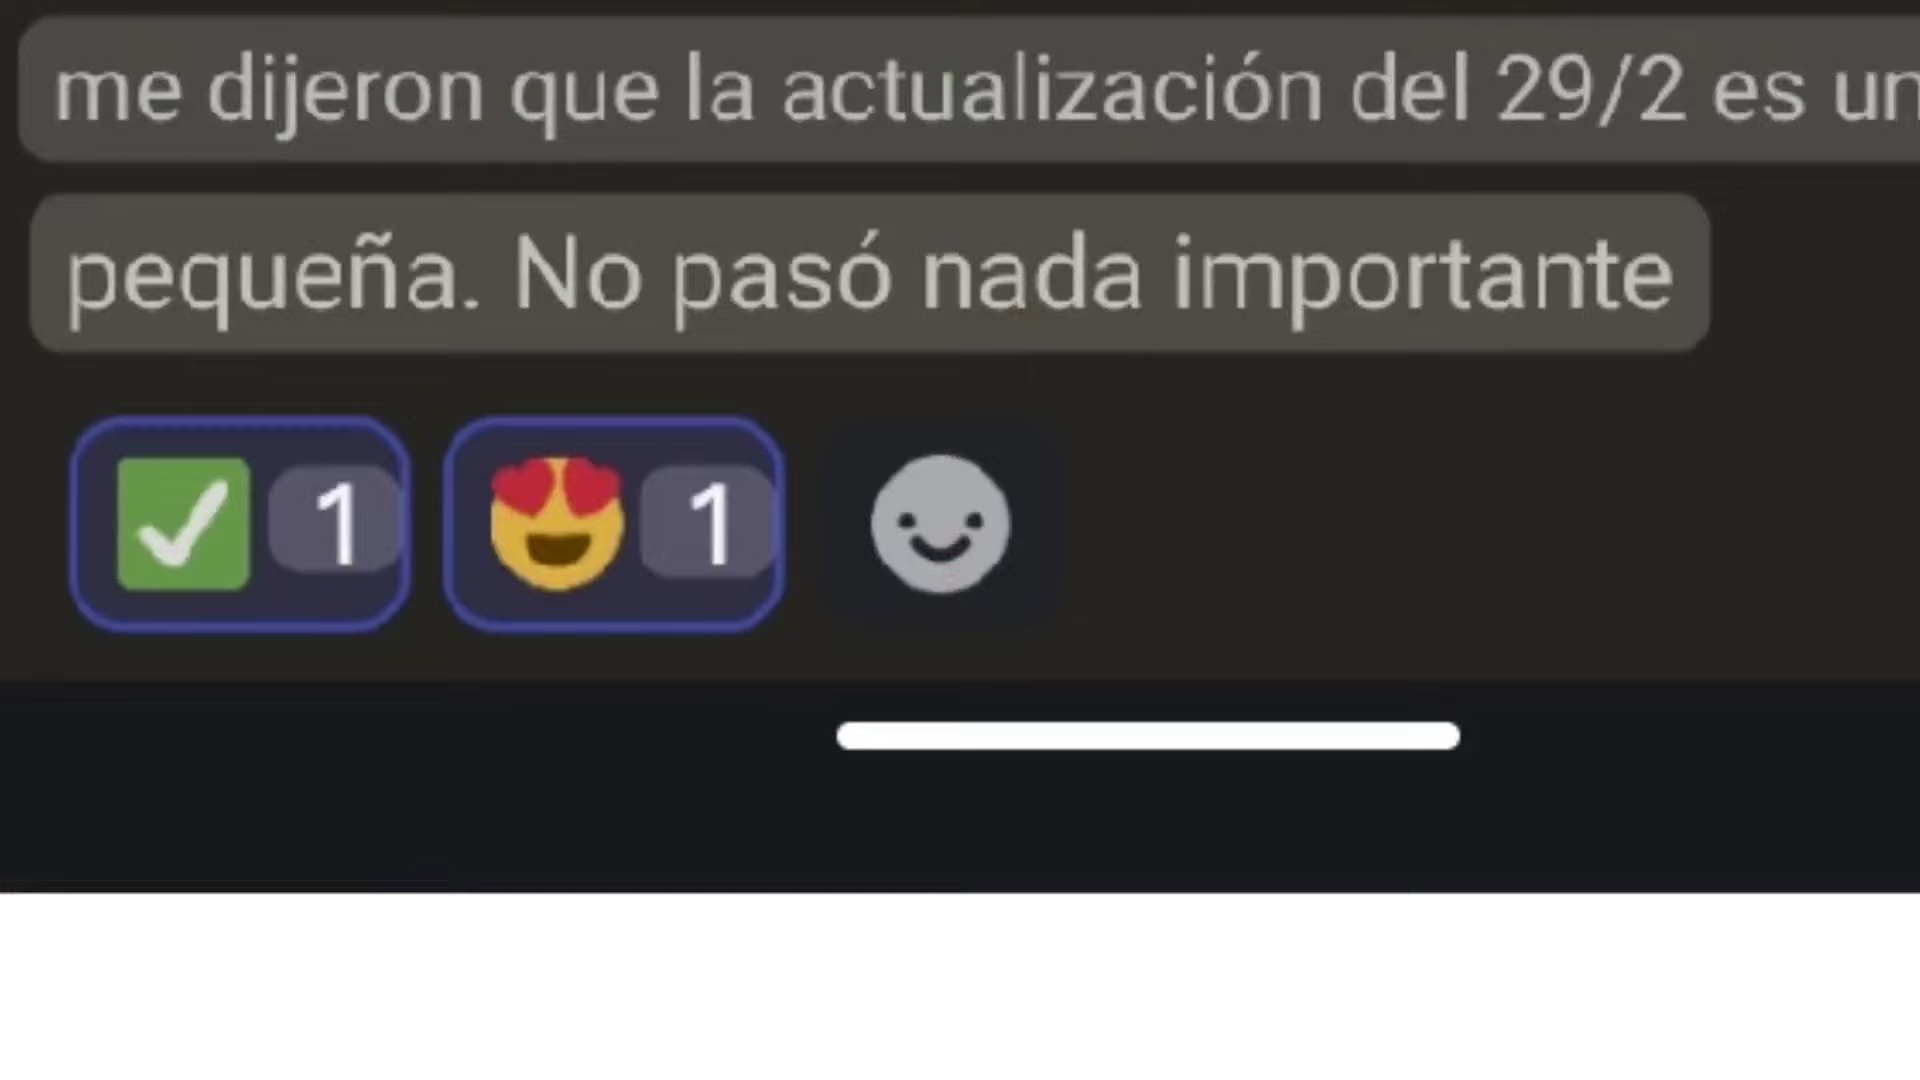 me dijeron que la actualización del 29/2 es un
pequeña. No pasó nada importante
1 1